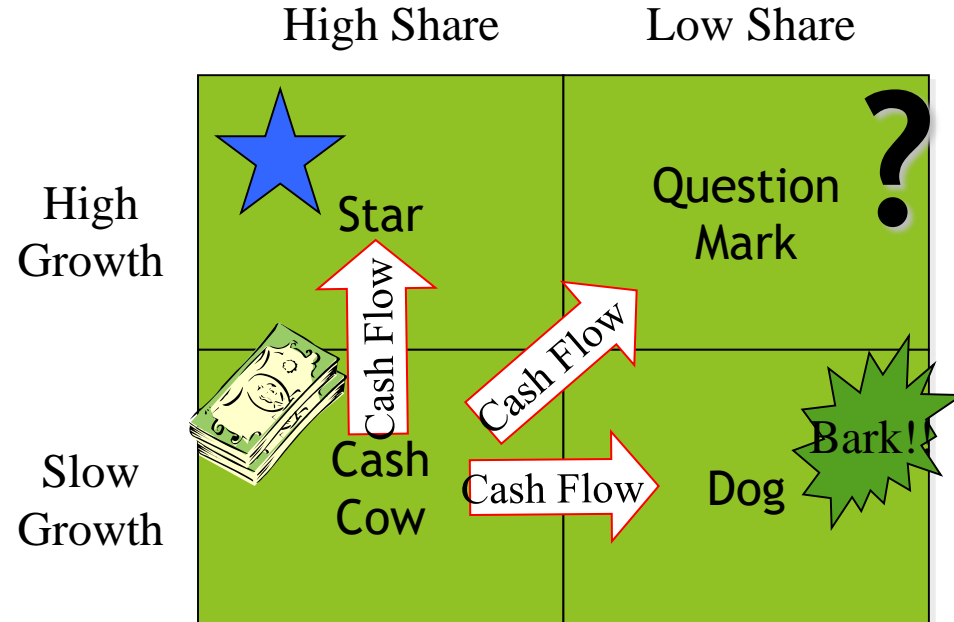 High Share
Low Share
High
Growth
Star
Question
Mark
?
Cash Flow
Cash Flow
Slow
Growth
Cash
Cow
Cash Flow
Dog
Bark!!